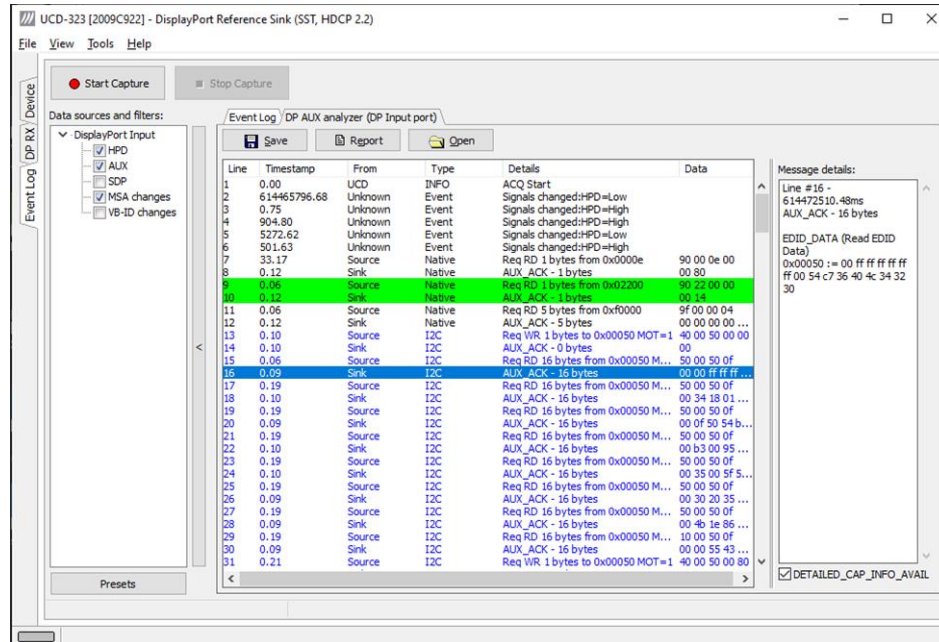 UCD-323 [2009C922] - DisplayPort Reference Sink (SST, HDCP 2.2)
File View Tools Help
Device
DP RX
Event Log
Start Capture
Stop Capture
Data sources and filters:
DisplayPort Input
HPD
AUX
SDP
MSA changes
VB-ID changes
Presets
<
Event Log
DP AUX analyzer (DP Input port)
Save
Report
Open
Line Timestamp From Type Details Data
1 0.00 UCD INFO ACQ Start
2 614465796.68 Unknown Event Signals changed:HPD=Low
3 0.75 Unknown Event Signals changed:HPD=High
4 904.80 Unknown Event Signals changed:HPD=High
5 5272.62 Unknown Event Signals changed:HPD=Low
6 501.63 Unknown Event Signals changed:HPD=High
7 33.17 Source Native Req RD 1 bytes from 0x0000e 90 00 0e 00
8 0.12 Sink Native AUX_ACK - 1 bytes 00 80
9 0.06 Source Native Req RD 1 bytes from 0x02200 90 22 00 00
10 0.12 Sink Native AUX_ACK - 1 bytes 00 14
11 0.06 Source Native Req RD 5 bytes from 0xf0000 9f 00 00 04
12 0.12 Sink Native AUX_ACK - 5 bytes 00 00 00 00 ...
13 0.10 Source I2C Req WR 1 bytes to 0x00050 MOT=1 40 00 50 00 00
14 0.10 Sink I2C AUX_ACK - 0 bytes 00
15 0.06 Source I2C Req RD 16 bytes from 0x00050 M... 50 00 50 0f
16 0.09 Sink I2C AUX_ACK - 16 bytes 00 00 ff ff ff ...
17 0.19 Source I2C Req RD 16 bytes from 0x00050 M... 50 00 50 0f
18 0.10 Sink I2C AUX_ACK - 16 bytes 00 34 18 01 ...
19 0.19 Source I2C Req RD 16 bytes from 0x00050 M... 50 00 50 0f
20 0.09 Sink I2C AUX_ACK - 16 bytes 00 0f 50 54 b...
21 0.19 Source I2C Req RD 16 bytes from 0x00050 M... 50 00 50 0f
22 0.10 Sink I2C AUX_ACK - 16 bytes 00 b3 00 95 ...
23 0.19 Source I2C Req RD 16 bytes from 0x00050 M... 50 00 50 0f
24 0.10 Sink I2C AUX_ACK - 16 bytes 00 35 00 5f 5...
25 0.19 Source I2C Req RD 16 bytes from 0x00050 M... 50 00 50 0f
26 0.09 Sink I2C AUX_ACK - 16 bytes 00 30 20 35 ...
27 0.19 Source I2C Req RD 16 bytes from 0x00050 M... 50 00 50 0f
28 0.09 Sink I2C AUX_ACK - 16 bytes 00 4b 1e 86 ...
29 0.19 Source I2C Req RD 16 bytes from 0x00050 M... 10 00 50 0f
30 0.09 Sink I2C AUX_ACK - 16 bytes 00 00 55 43 ...
31 0.21 Source I2C Req WR 1 bytes to 0x00050 MOT=1 40 00 50 00 80
Message details:
Line #16 -
614472510.48ms
AUX_ACK - 16 bytes
EDID_DATA (Read EDID
Data)
0x00050 := 00 ff ff ff ff ff
ff 00 54 c7 36 40 4c 34 32
30
DETAILED_CAP_INFO_AVAIL